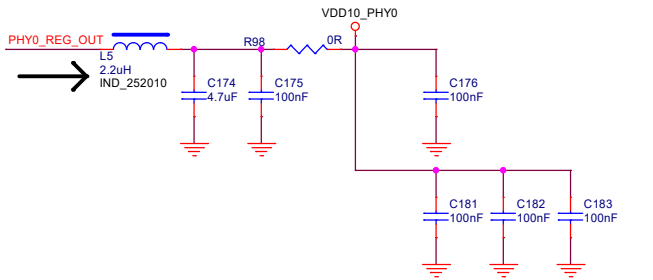 VDD10_PHY0
PHY0_REG_OUT
R98
0R
L5
2.2uH
IND_252010
C174
4.7uF
C175
100nF
C176
100nF
C181
100nF
C182
100nF
C183
100nF